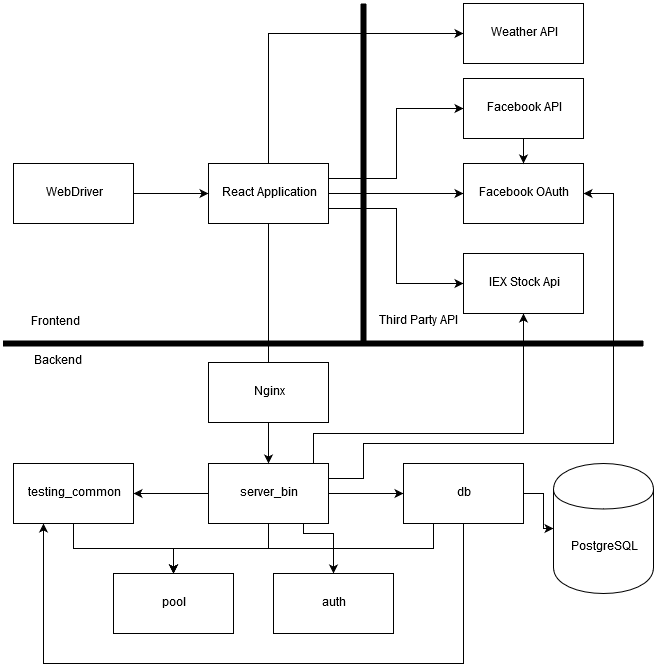 Weather API
Facebook API
WebDriver
React Application
Facebook OAuth
IEX Stock Api
Frontend
Third Party API
Backend
Nginx
testing_common
server_bin
db
PostgreSQL
pool
auth